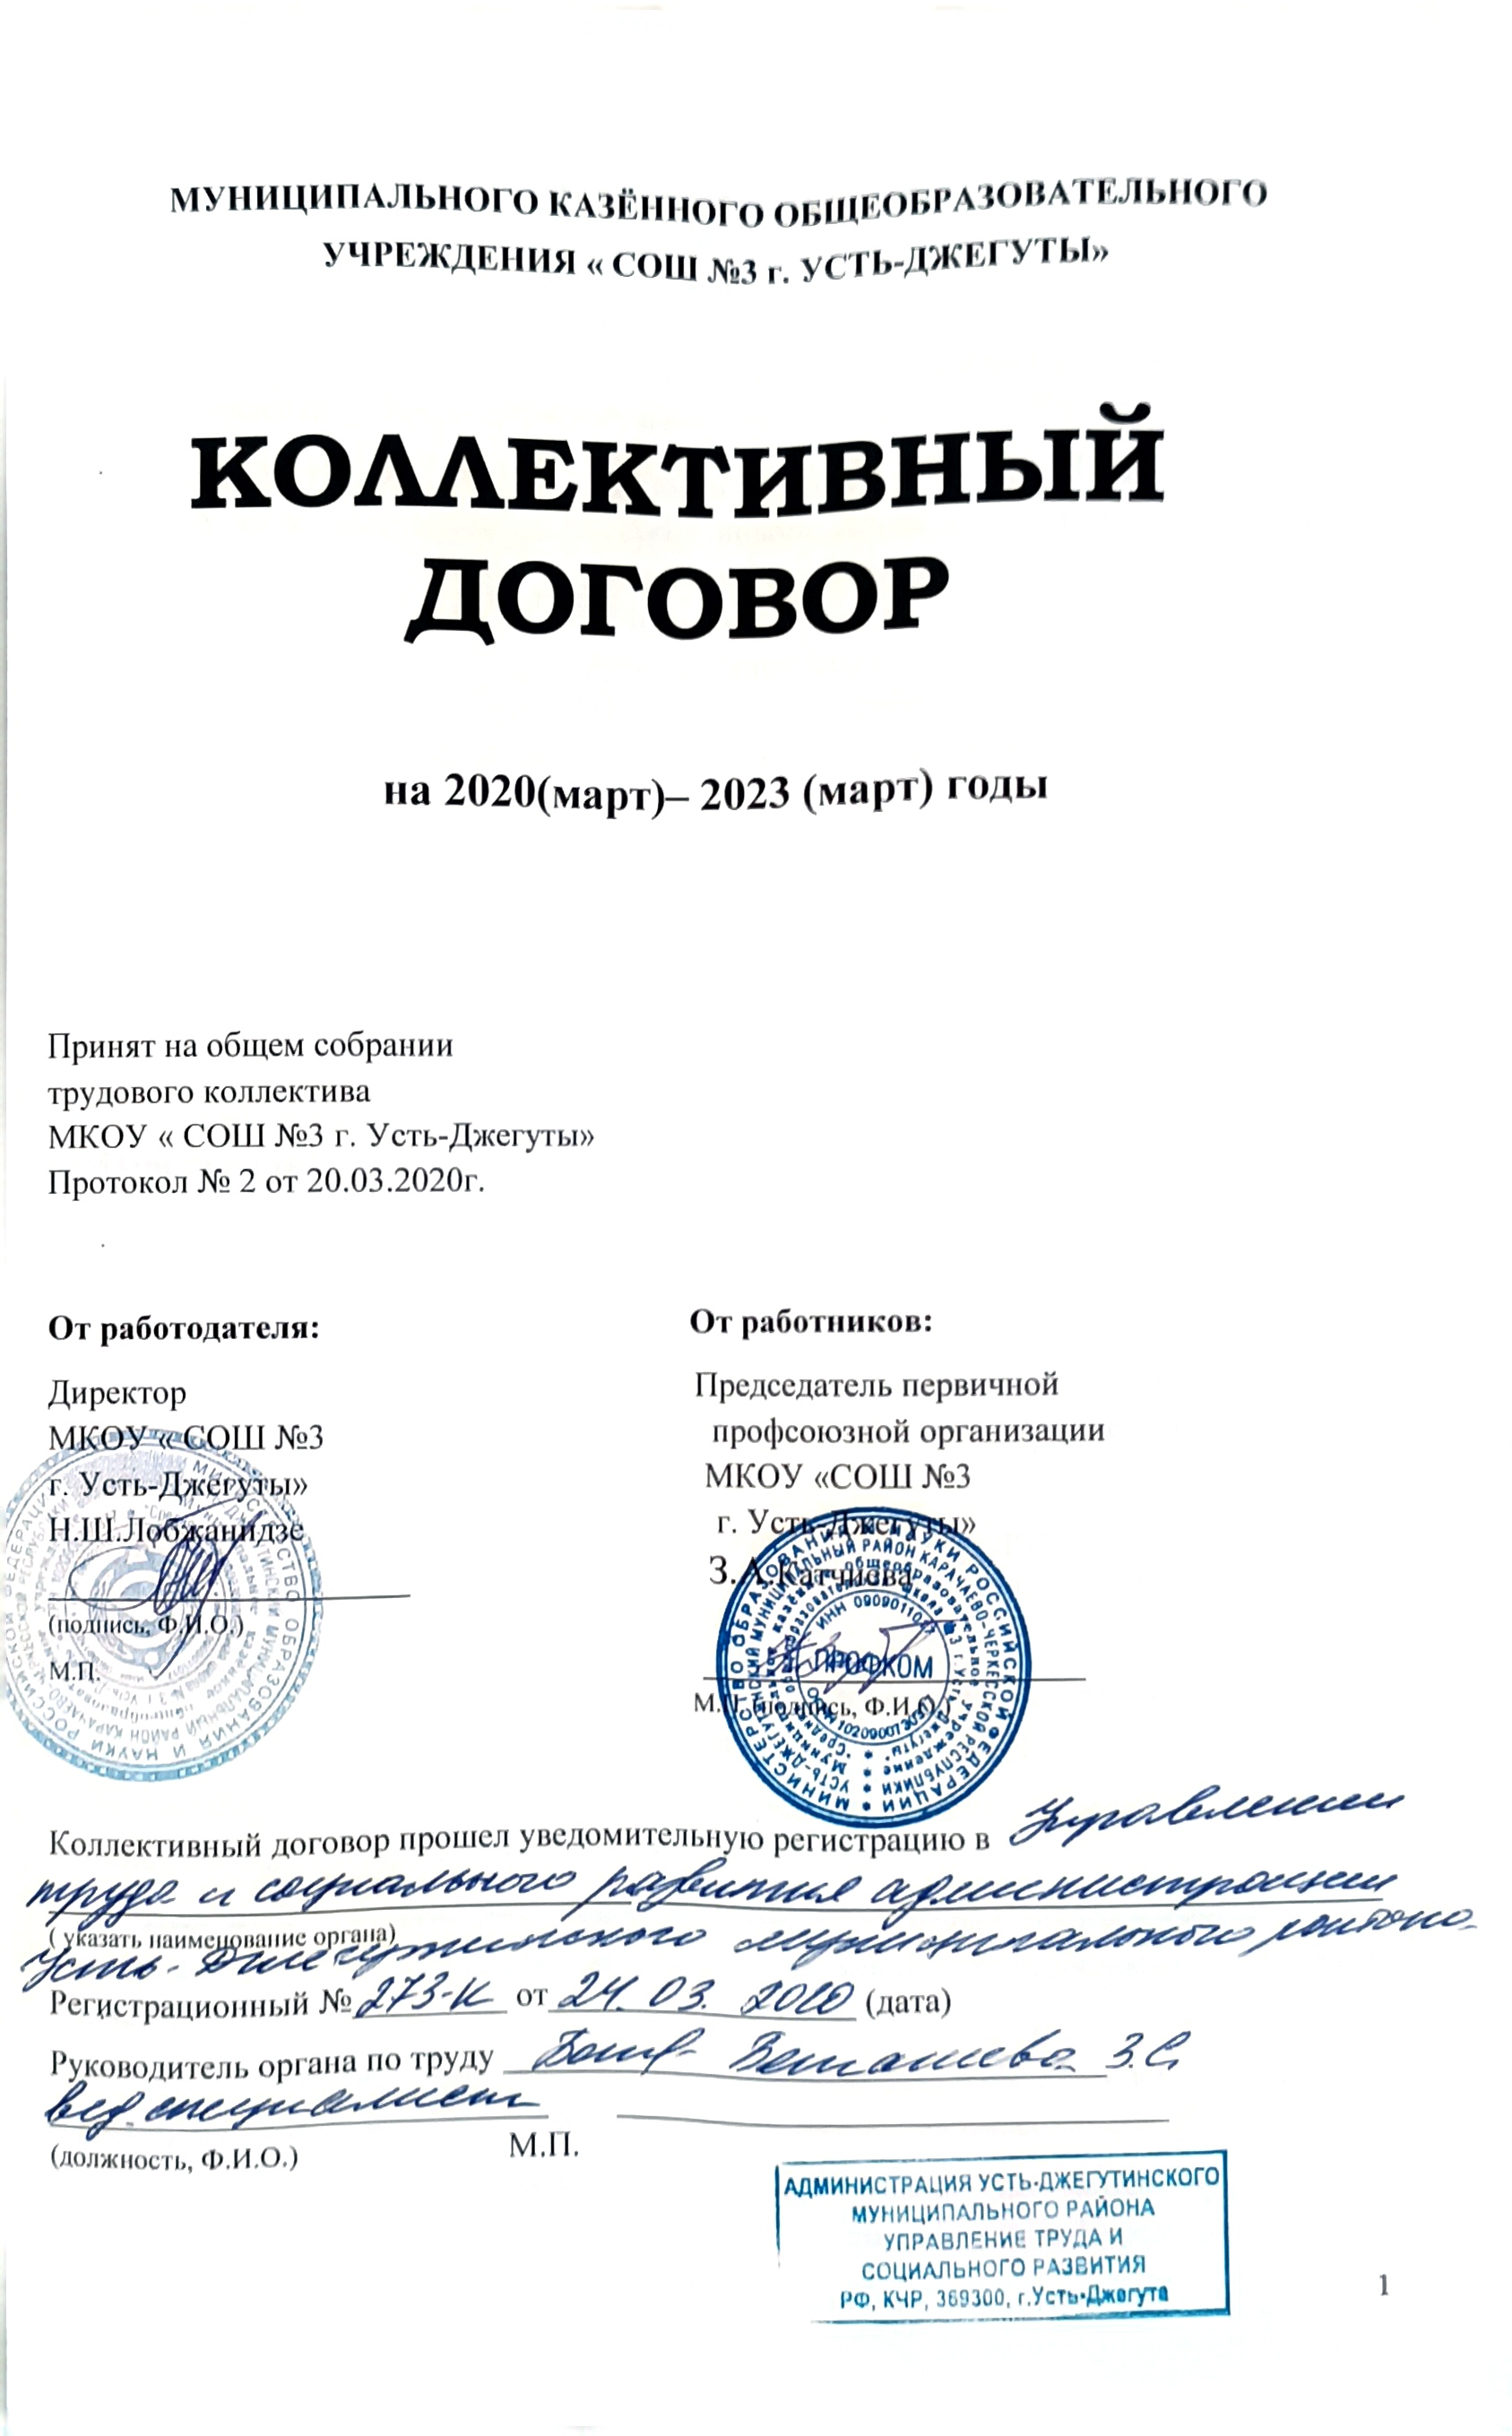 МУНИЦИПАЛЬНОГО КАЗЁННОГО ОБЩЕОБРАЗОВАТЕЛЬНОГО
УЧРЕЖДЕНИЯ « СОШ №3 г. УСТЬ-ДЖЕГУТЫ»
КОЛЛЕКТИВНЫЙ
ДОГОВОР
на 2020(март)– 2023 (март) годы
Принят на общем собрании
трудового коллектива
МКОУ « СОШ №3 г. Усть-Джегуты»
Протокол № 2 от 20.03.2020г.
От работодателя:
Директор
МКОУ « СОШ №3
г. Усть-Джегуты»
Н.Ш.Лобжанидзе
(подпись, Ф.И.О.)
М.П.
От работников:
Председатель первичной
профсоюзной организации
МКОУ «СОШ №3
г. Усть-Джегуты»
З.А.Катчиева
ПРОФКОМ
М.П. (подпись, Ф.И.О.)
Коллективный договор прошел уведомительную регистрацию в Управлении
труда и социального развития администрации
( указать наименование органа)
Усть-Джегутинского муниципального района
Регистрационный № 273-К от 24.03.2020 (дата)
Руководитель органа по труду З.С.
вед. специалист
(должность, Ф.И.О.) М.П.
АДМИНИСТРАЦИЯ УСТЬ-ДЖЕГУТИНСКОГО
МУНИЦИПАЛЬНОГО РАЙОНА
УПРАВЛЕНИЕ ТРУДА И
СОЦИАЛЬНОГО РАЗВИТИЯ
РФ, КЧР, 369300, г.Усть-Джегута
1